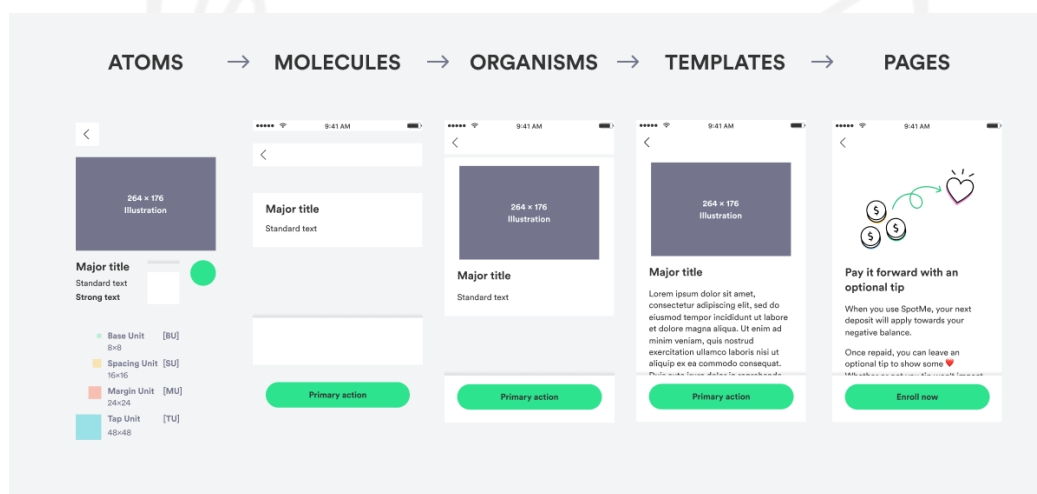 ATOMS → MOLECULES → ORGANISMS → TEMPLATES → PAGES
264 × 176
Illustration
Major title
Standard text
Strong text
Base Unit [BU]
8×8
Spacing Unit [SU]
16×16
Margin Unit [MU]
24×24
Tap Unit [TU]
48×48
9:41 AM
Major title
Standard text
Primary action
9:41 AM
264 × 176
Illustration
Major title
Standard text
Primary action
9:41 AM
264 × 176
Illustration
Major title
Lorem ipsum dolor sit amet,
consectetur adipiscing elit, sed do
eiusmod tempor incididunt ut labore
et dolore magna aliqua. Ut enim ad
minim veniam, quis nostrud
exercitation ullamco laboris nisi ut
aliquip ex ea commodo consequat.
Primary action
9:41 AM
$
$
$
Pay it forward with an
optional tip
When you use SpotMe, your next
deposit will apply towards your
negative balance.
Once repaid, you can leave an
optional tip to show some ❤️
Enroll now